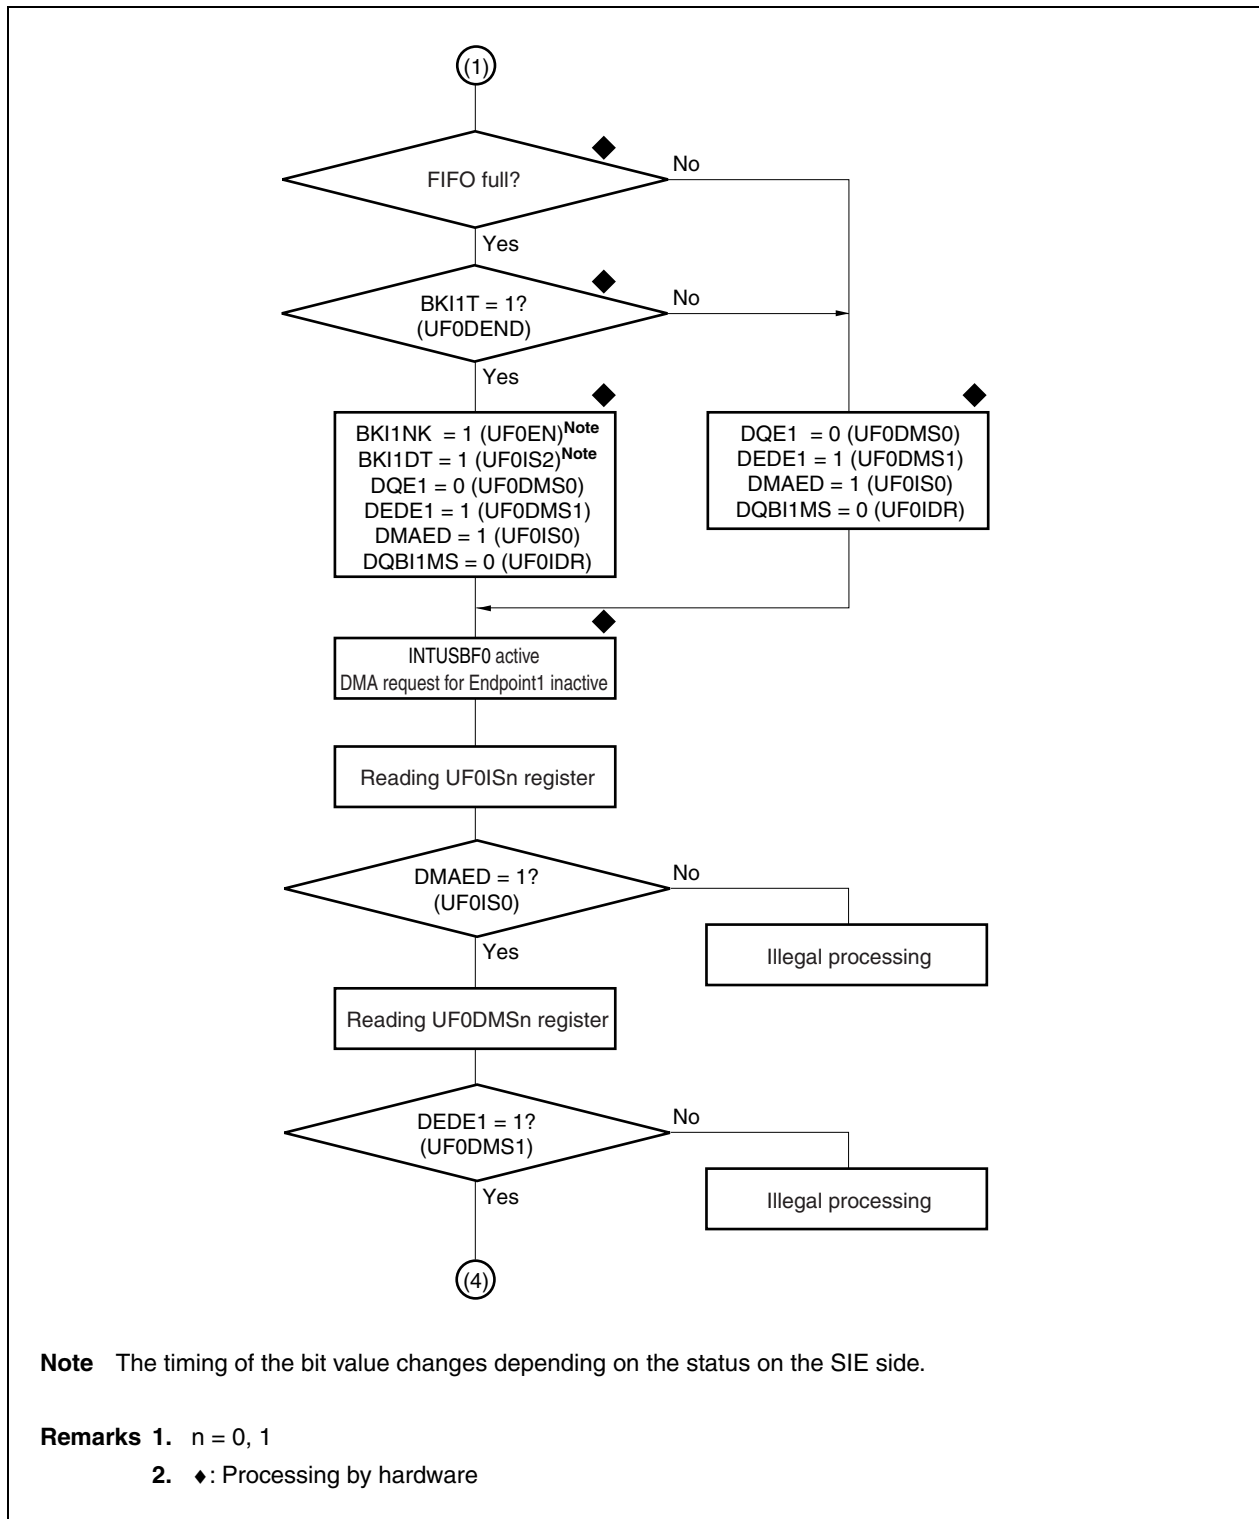 (1)
FIFO full?
No
Yes
BKI1T = 1?
(UF0DEND)
No
Yes
BKI1NK = 1 (UF0EN)Note
BKI1DT = 1 (UF0IS2)Note
DQE1 = 0 (UF0DMS0)
DEDE1 = 1 (UF0DMS1)
DMAED = 1 (UF0IS0)
DQBI1MS = 0 (UF0IDR)
DQE1 = 0 (UF0DMS0)
DEDE1 = 1 (UF0DMS1)
DMAED = 1 (UF0IS0)
DQBI1MS = 0 (UF0IDR)
INTUSBF0 active
DMA request for Endpoint1 inactive
Reading UF0ISn register
DMAED = 1?
(UF0IS0)
No
Yes
Illegal processing
Reading UF0DMSn register
DEDE1 = 1?
(UF0DMS1)
No
Yes
Illegal processing
(4)
Note The timing of the bit value changes depending on the status on the SIE side.
Remarks 1. n = 0, 1
2. ♦: Processing by hardware